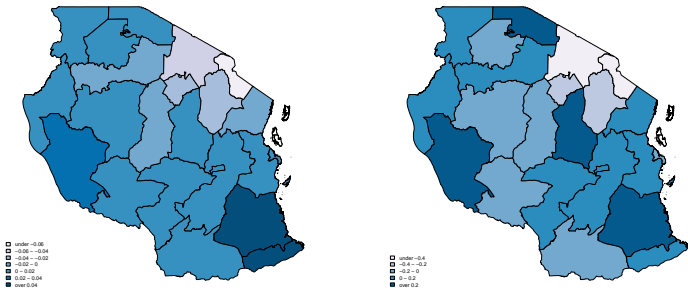 under −0.06
−0.06 − −0.04
−0.04 − −0.02
−0.02 − 0
0 − 0.02
0.02 − 0.04
over 0.04
under −0.4
−0.4 − −0.2
−0.2 − 0
0 − 0.2
over 0.2